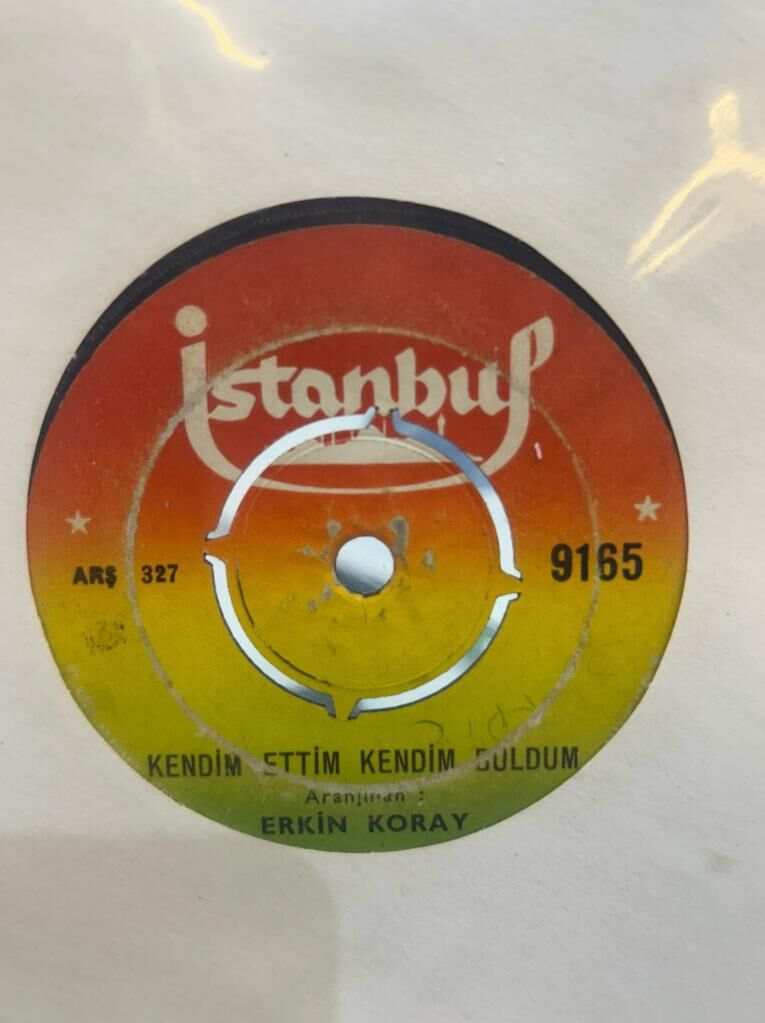 istanbul
ARŞ 327
9165
KENDİM ETTİM KENDİM BULDUM
Aranjman :
ERKİN KORAY